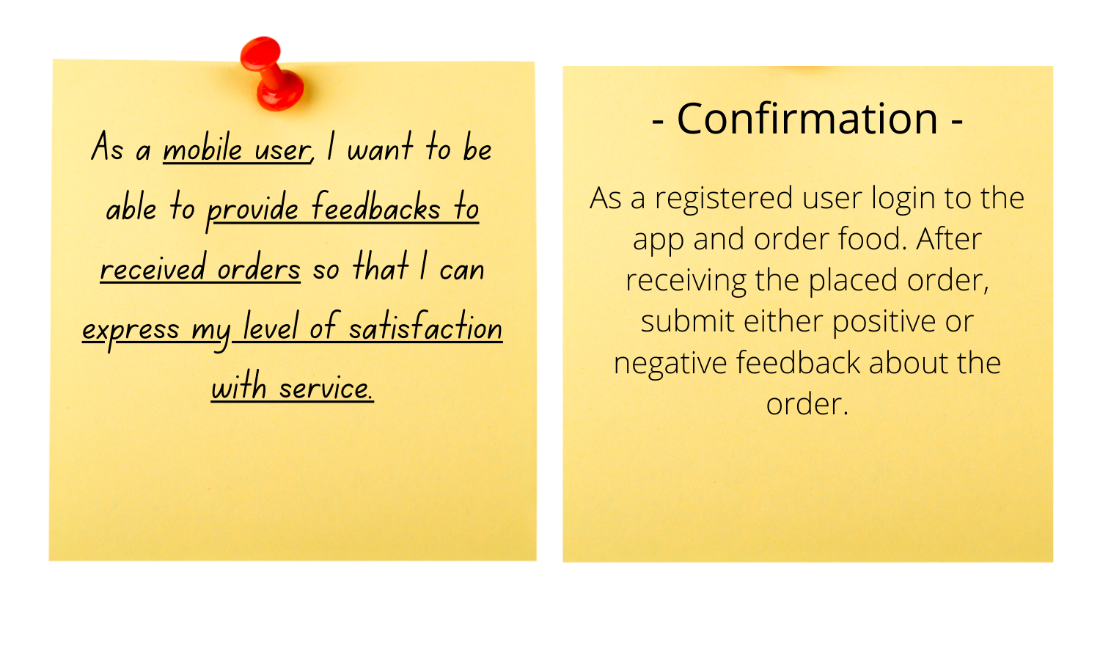 As a mobile user, I want to be
able to provide feedbacks to
received orders so that I can
express my level of satisfaction
with service.
- Confirmation -
As a registered user login to the
app and order food. After
receiving the placed order,
submit either positive or
negative feedback about the
order.